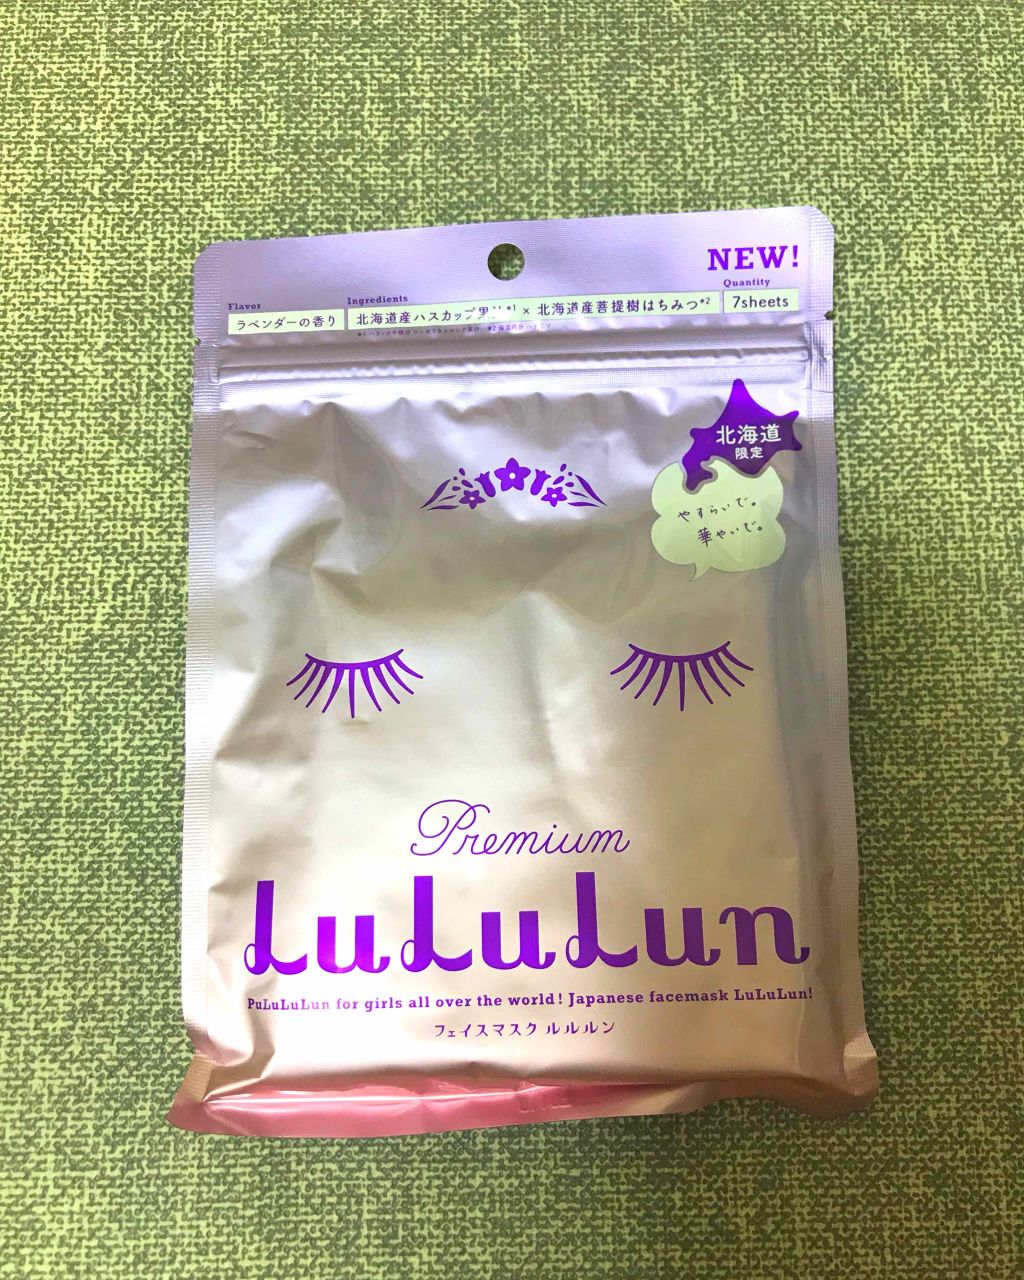 NEW!
Flavor
ラベンダーの香り
Ingredients
北海道産ハスカップ果汁*1 × 北海道産菩提樹はちみつ*2
Quantity
7sheets
北海道
限定
やすらいで。
華やいで。
Premium
LuLuLun
PuLuLuLun for girls all over the world! Japanese facemask LuLuLun!
フェイスマスク ルルルン